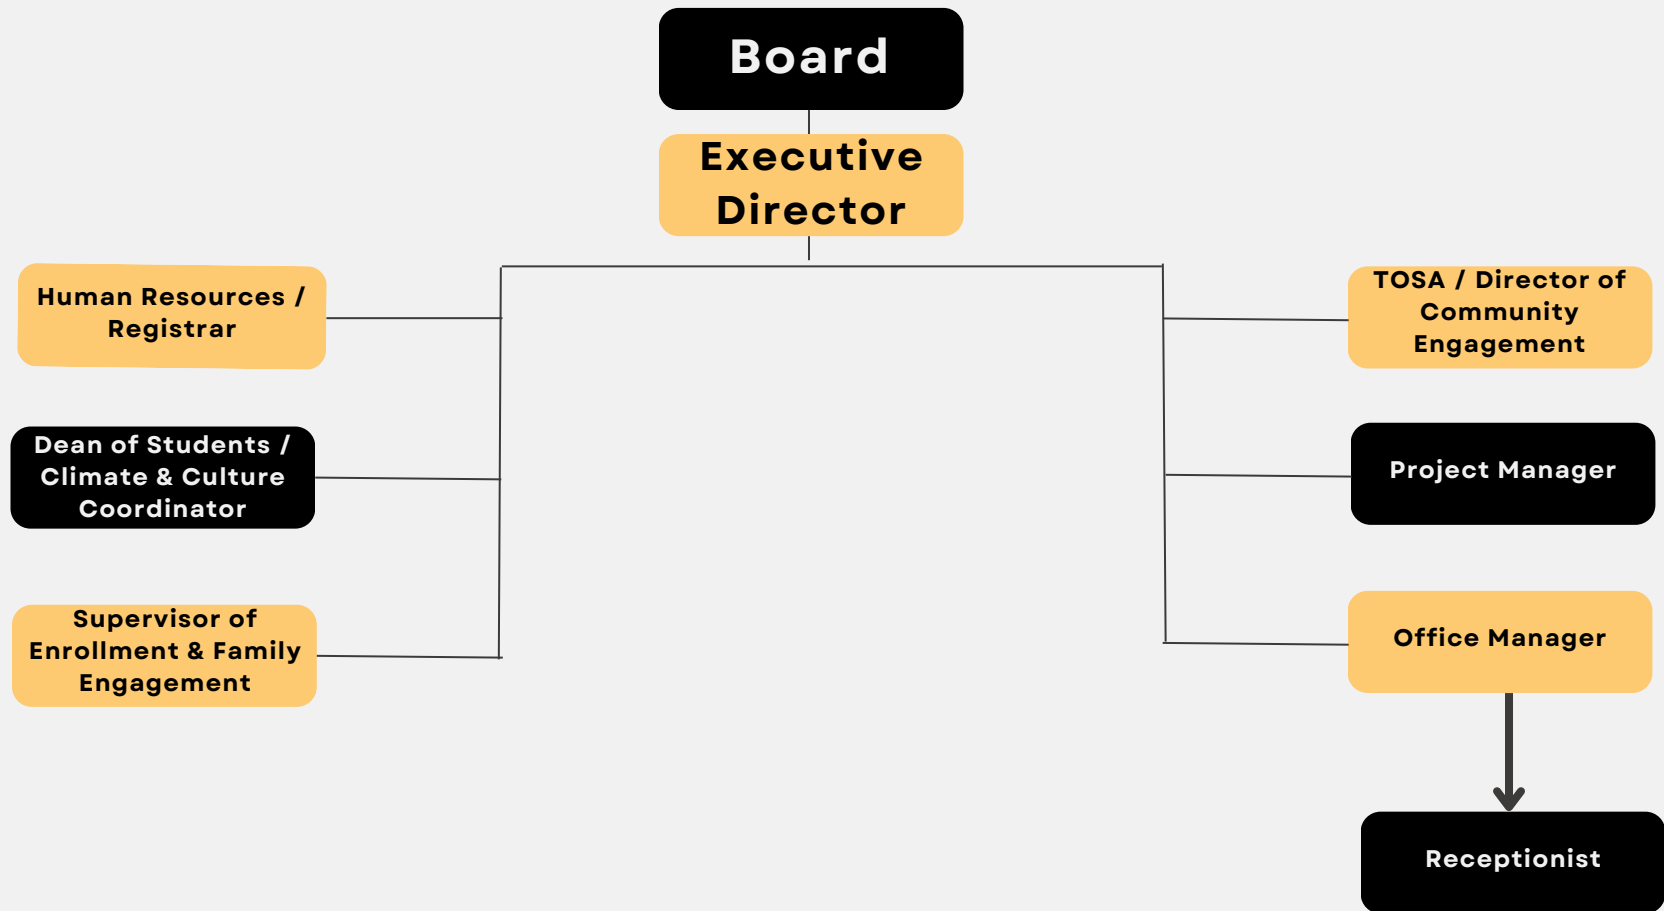 Board
Executive
Director
Human Resources /
Registrar
TOSA / Director of
Community
Engagement
Dean of Students /
Climate & Culture
Coordinator
Project Manager
Supervisor of
Enrollment & Family
Engagement
Office Manager
Receptionist